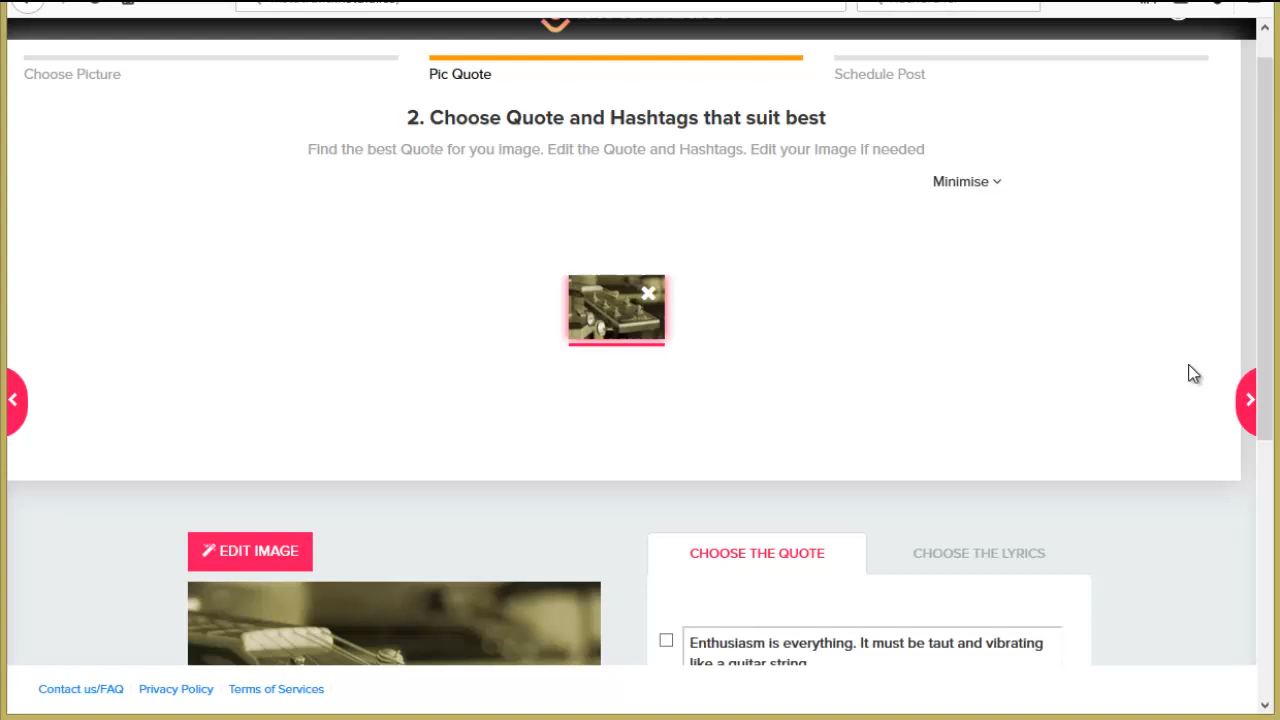 Choose Picture
Pic Quote
Schedule Post
2. Choose Quote and Hashtags that suit best
Find the best Quote for you image. Edit the Quote and Hashtags. Edit your Image if needed
Minimise
EDIT IMAGE
CHOOSE THE QUOTE
CHOOSE THE LYRICS
Enthusiasm is everything. It must be taut and vibrating
like a guitar string
Contact us/FAQ
Privacy Policy
Terms of Services